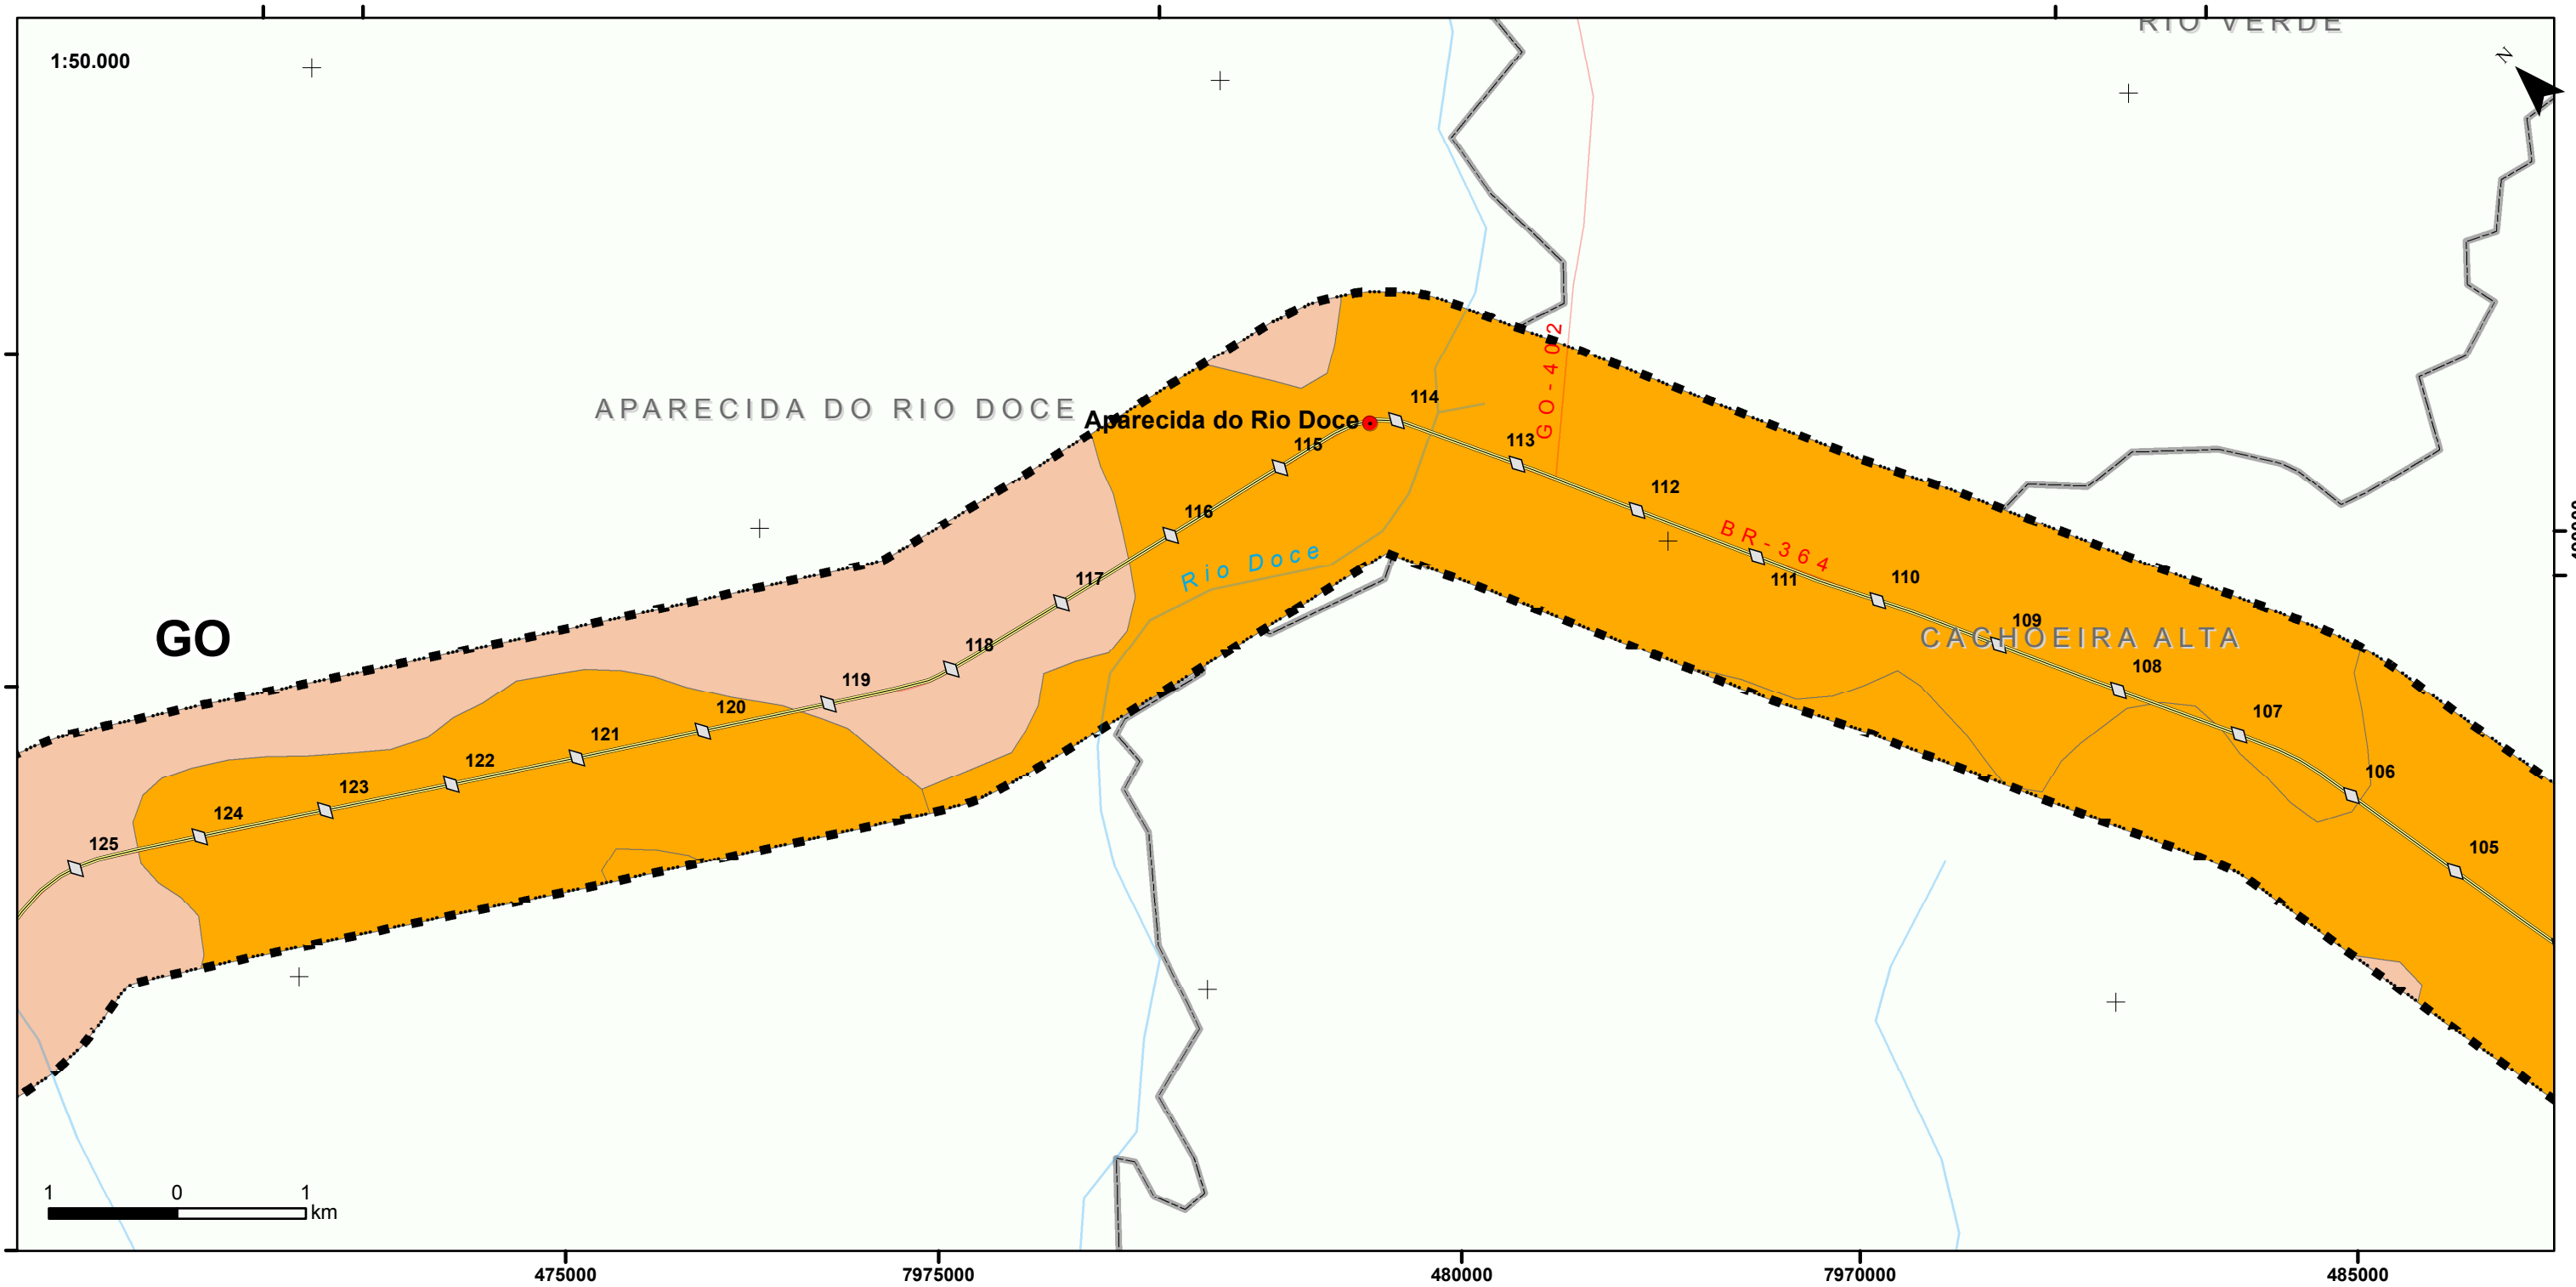 RIO VERDE
1:50.000
N
GO-402
APARECIDA DO RIO DOCE
Aparecida do Rio Doce
114
115
113
112
116
BR-364
Rio Doce
111
110
117
109
CACHOEIRA ALTA
GO
118
108
119
107
120
121
106
122
123
124
125
105
1 0 1
km
475000 7975000 480000 7970000 485000